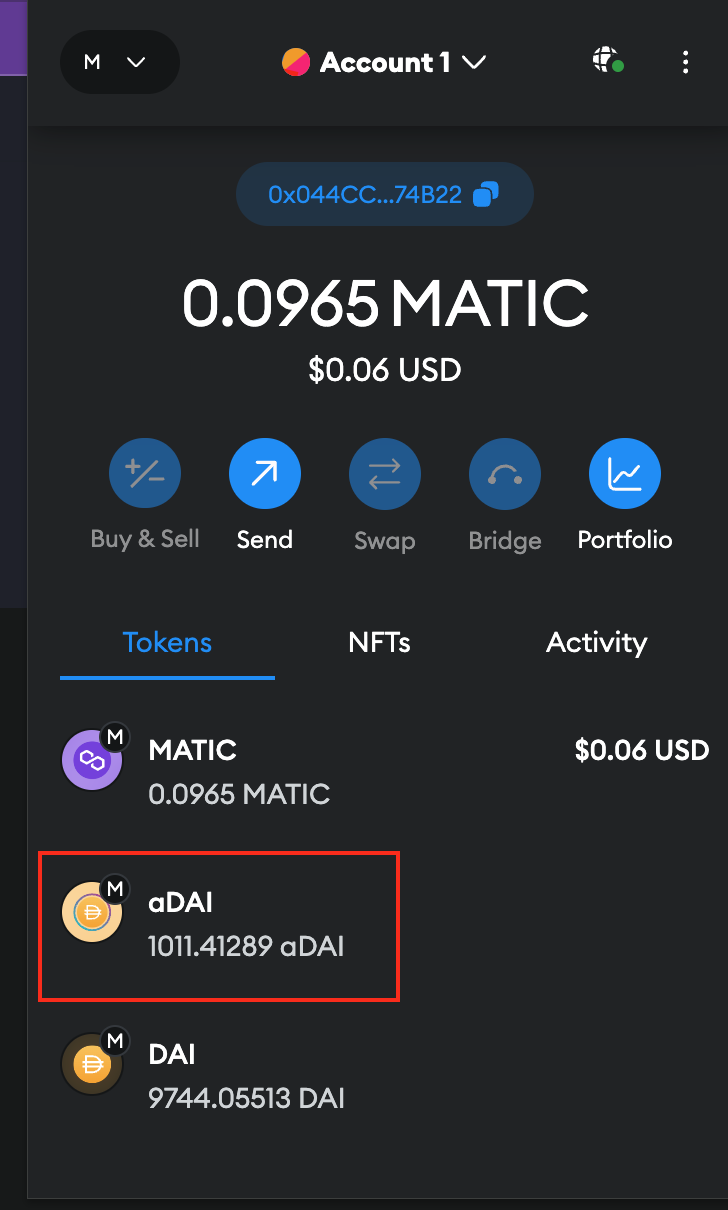 M
Account 1
0x044CC...74B22
0.0965 MATIC
$0.06 USD
Buy & Sell
Send
Swap
Bridge
Portfolio
Tokens
NFTs
Activity
M
MATIC
$0.06 USD
0.0965 MATIC
M
aDAI
1011.41289 aDAI
M
DAI
9744.05513 DAI